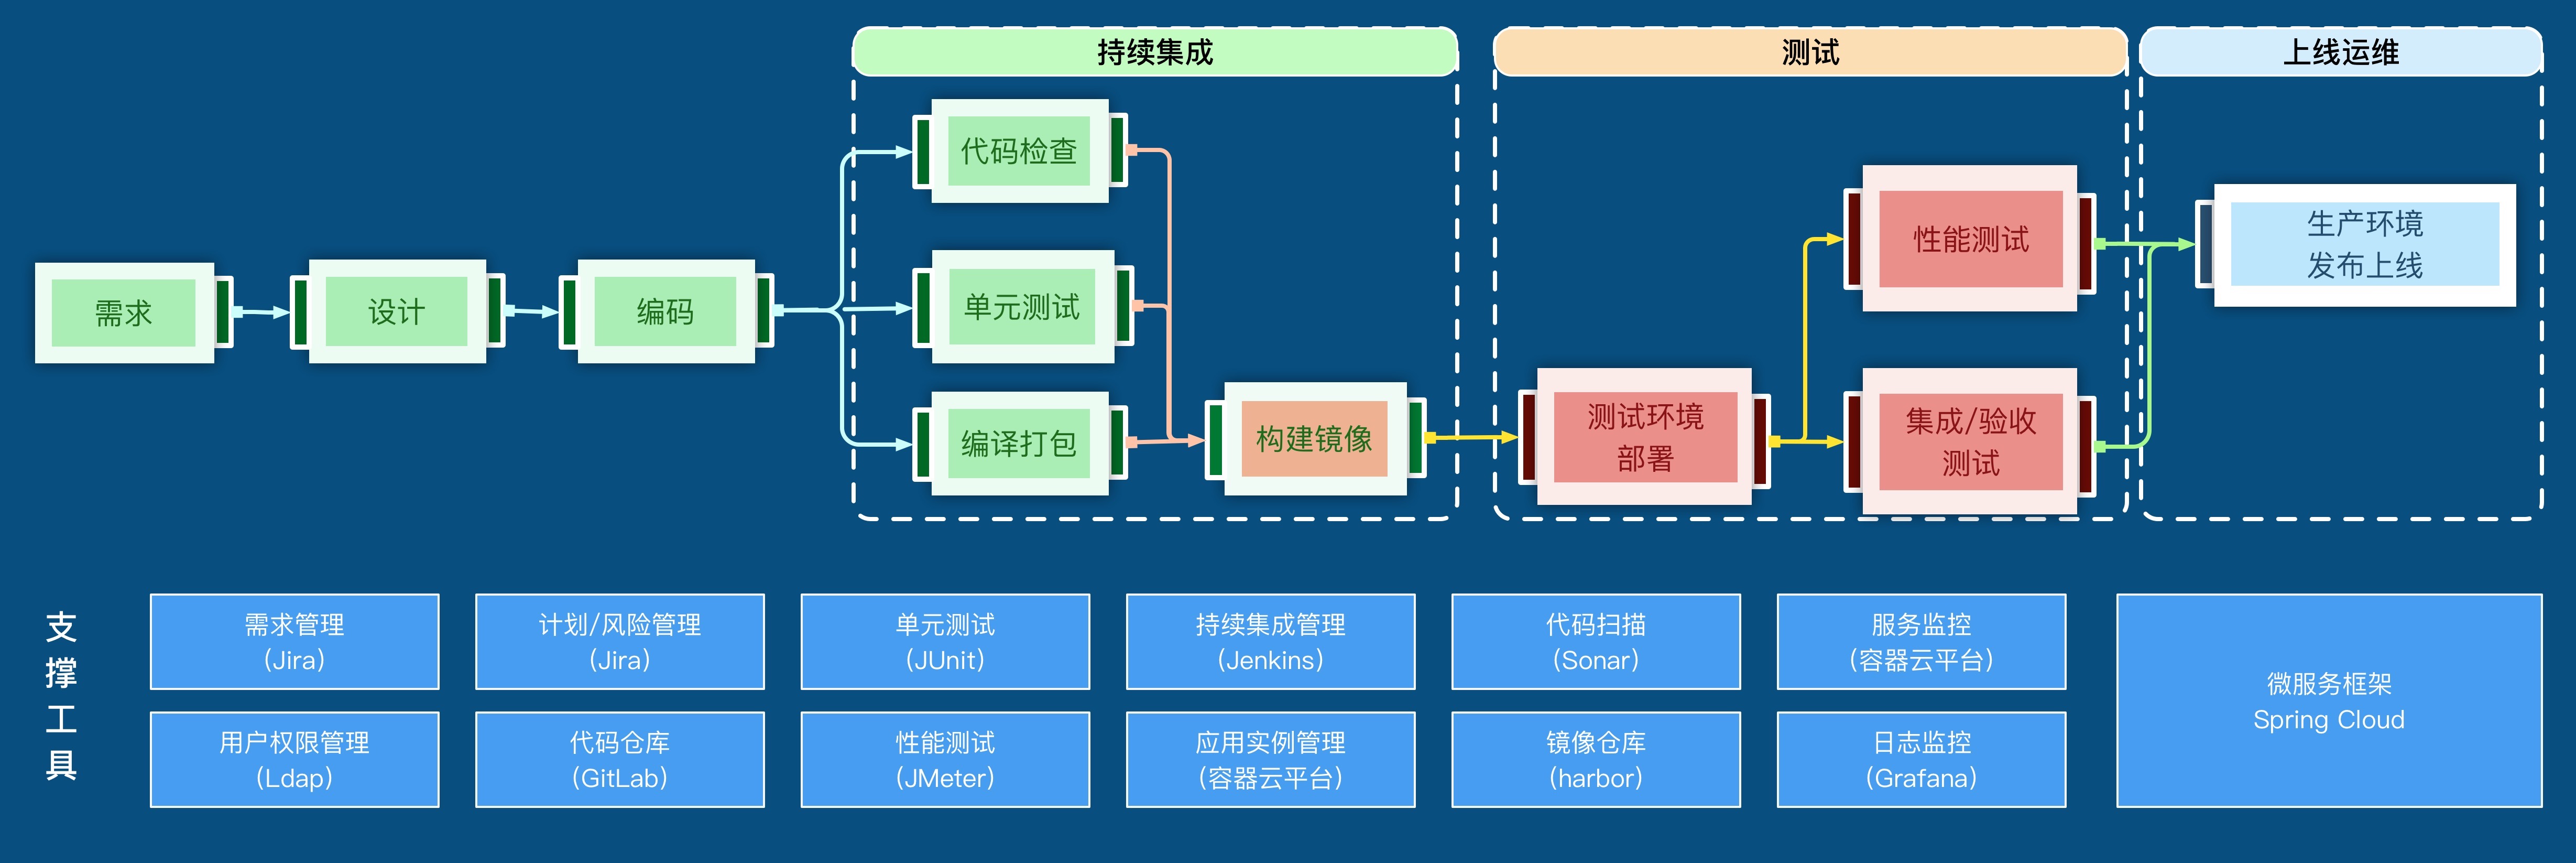 持续集成
测试
上线运维
需求
设计
编码
代码检查
单元测试
编译打包
构建镜像
测试环境
部署
性能测试
集成/验收
测试
生产环境
发布上线
支
撑
工
具
需求管理
(Jira)
计划/风险管理
(Jira)
单元测试
(JUnit)
持续集成管理
(Jenkins)
代码扫描
(Sonar)
服务监控
(容器云平台)
用户权限管理
(Ldap)
代码仓库
(GitLab)
性能测试
(JMeter)
应用实例管理
(容器云平台)
镜像仓库
(harbor)
日志监控
(Grafana)
微服务框架
Spring Cloud